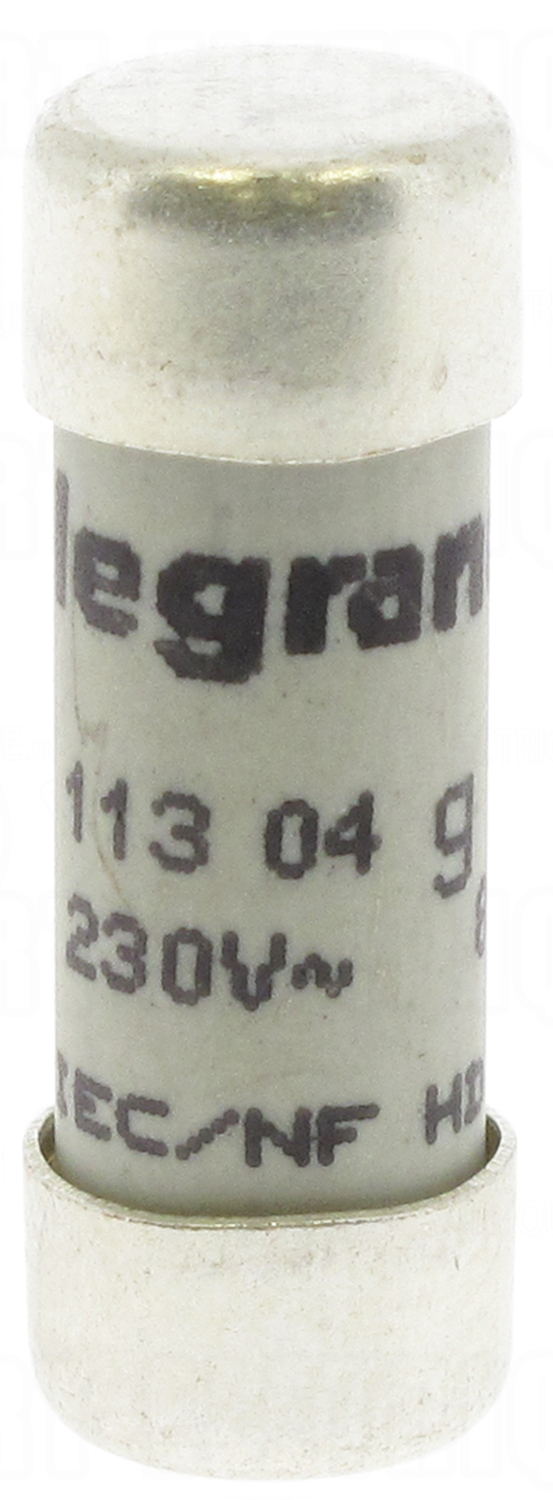 legran
113 04 g
230V~
IEC/NF HD